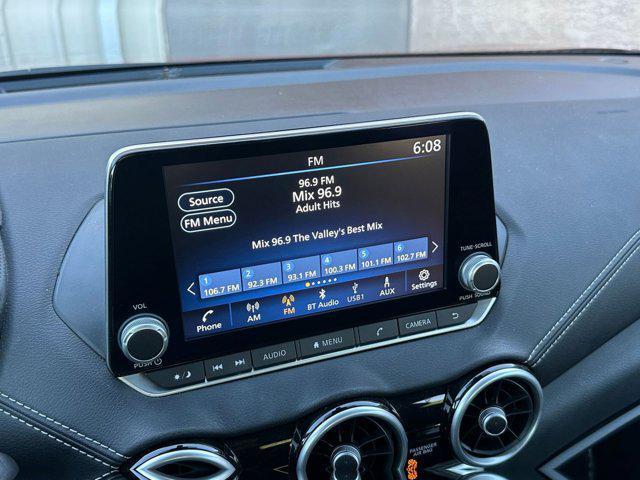 FM
6:08
96.9 FM
Mix 96.9
Adult Hits
Source
FM Menu
Mix 96.9 The Valley's Best Mix
1 2 3 4 5 6
106.7 FM 92.3 FM 93.1 FM 100.3 FM 101.1 FM 102.7 FM
Phone AM FM BT Audio USB1 AUX Settings
VOL
PUSH
TUNE·SCROLL
PUSH SOUND
AUDIO MENU CAMERA
PASSENGER
AIR BAG